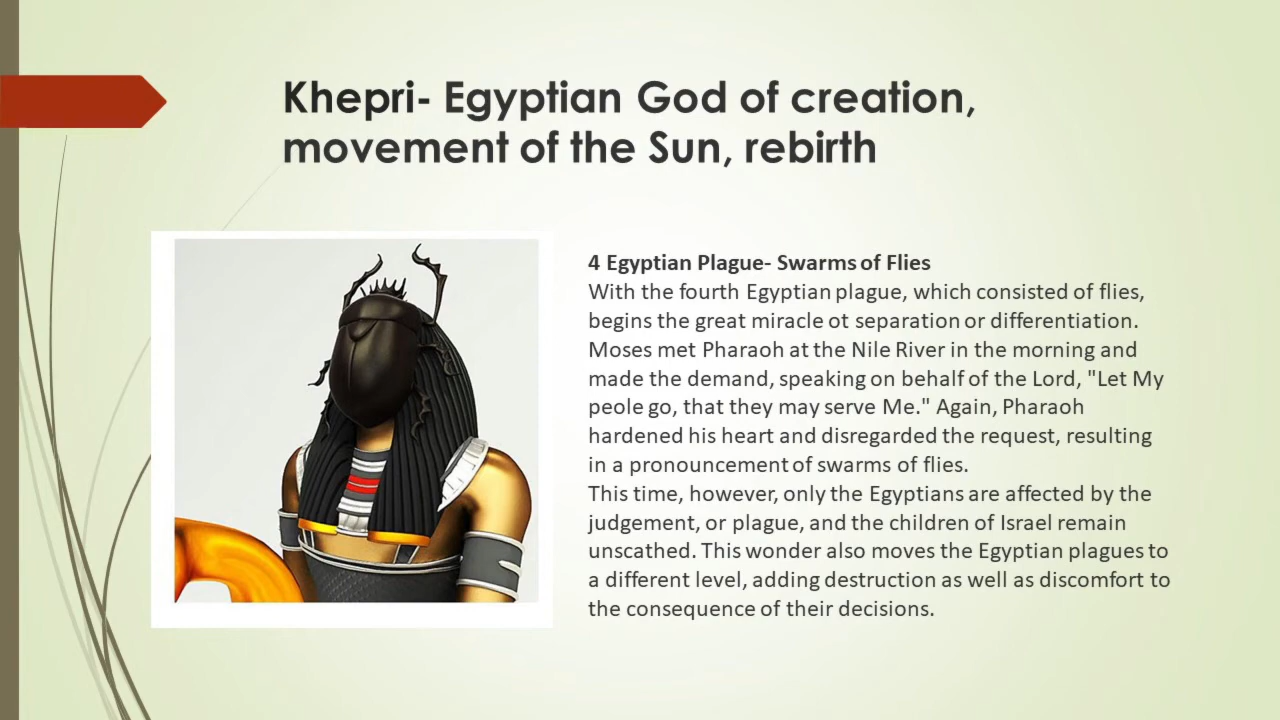 Khepri- Egyptian God of creation,
movement of the Sun, rebirth
4 Egyptian Plague- Swarms of Flies
With the fourth Egyptian plague, which consisted of flies,
begins the great miracle ot separation or differentiation.
Moses met Pharaoh at the Nile River in the morning and
made the demand, speaking on behalf of the Lord, "Let My
peole go, that they may serve Me." Again, Pharaoh
hardened his heart and disregarded the request, resulting
in a pronouncement of swarms of flies.
This time, however, only the Egyptians are affected by the
judgement, or plague, and the children of Israel remain
unscathed. This wonder also moves the Egyptian plagues to
a different level, adding destruction as well as discomfort to
the consequence of their decisions.